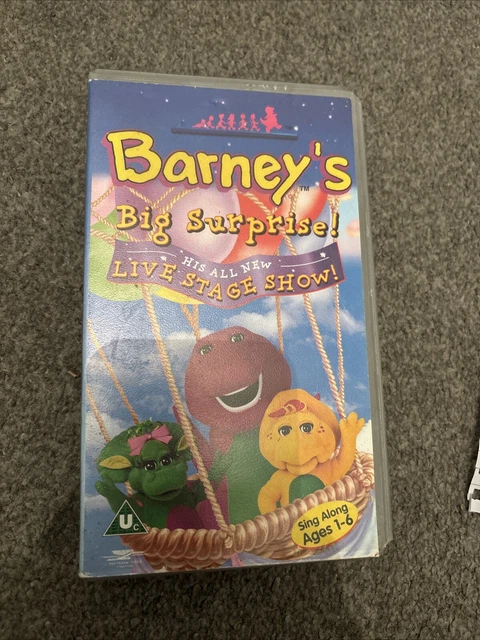 Barney's
TM
Big Surprise!
HIS ALL NEW
LIVE STAGE SHOW!
Sing Along
Ages 1-6
U
C